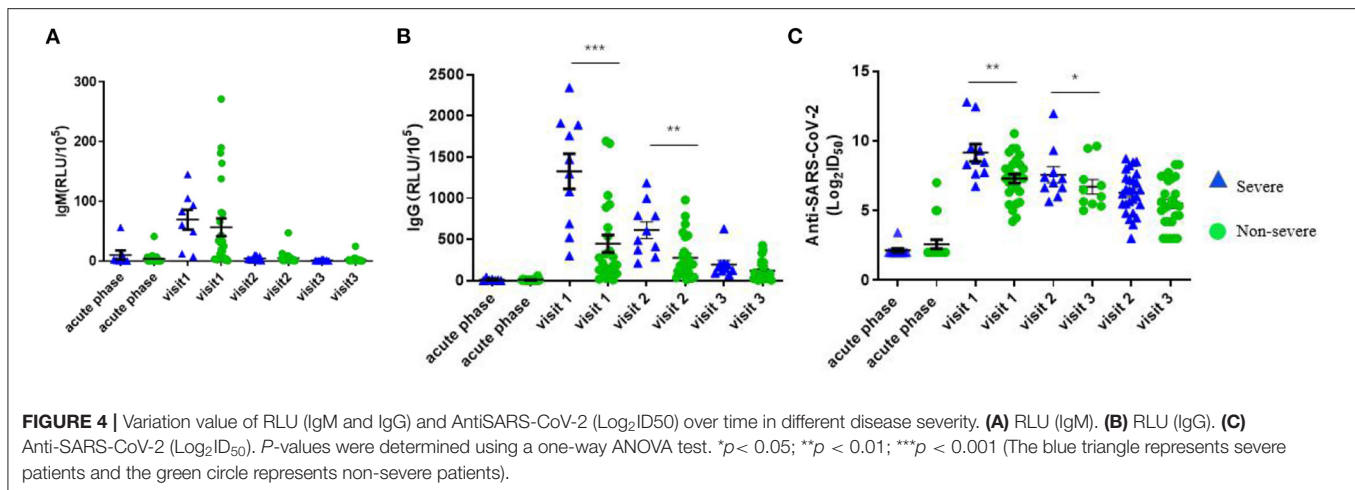 A
IgM(RLU/10⁵)
300
200
100
0
acute phase
acute phase
visit1
visit1
visit2
visit2
visit3
visit3
B
IgG(RLU/10⁵)
2500
2000
1500
1000
500
0
***
**
acute phase
acute phase
visit 1
visit 1
visit 2
visit 2
visit 3
visit 3
C
Anti-SARS-CoV-2
(Log₂ID₅₀)
15
10
5
0
**
*
acute phase
acute phase
visit 1
visit 1
visit 2
visit 3
visit 2
visit 3
Severe
Non-severe
FIGURE 4 | Variation value of RLU (IgM and IgG) and AntiSARS-CoV-2 (Log₂ID50) over time in different disease severity. (A) RLU (IgM). (B) RLU (IgG). (C)
Anti-SARS-CoV-2 (Log₂ID₅₀). P-values were determined using a one-way ANOVA test. *p< 0.05; **p < 0.01; ***p < 0.001 (The blue triangle represents severe
patients and the green circle represents non-severe patients).